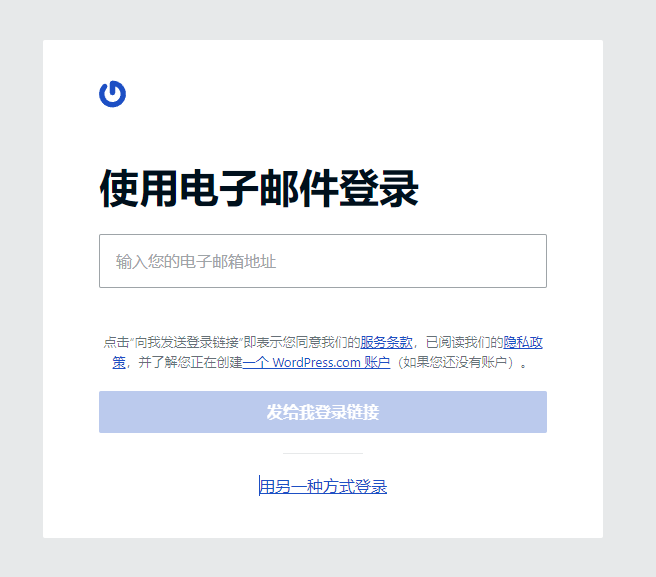 使用电子邮件登录
输入您的电子邮箱地址
点击“向我发送登录链接”即表示您同意我们的服务条款，已阅读我们的隐私政
策，并了解您正在创建一个 WordPress.com 账户（如果您还没有账户）。
发给我登录链接
用另一种方式登录